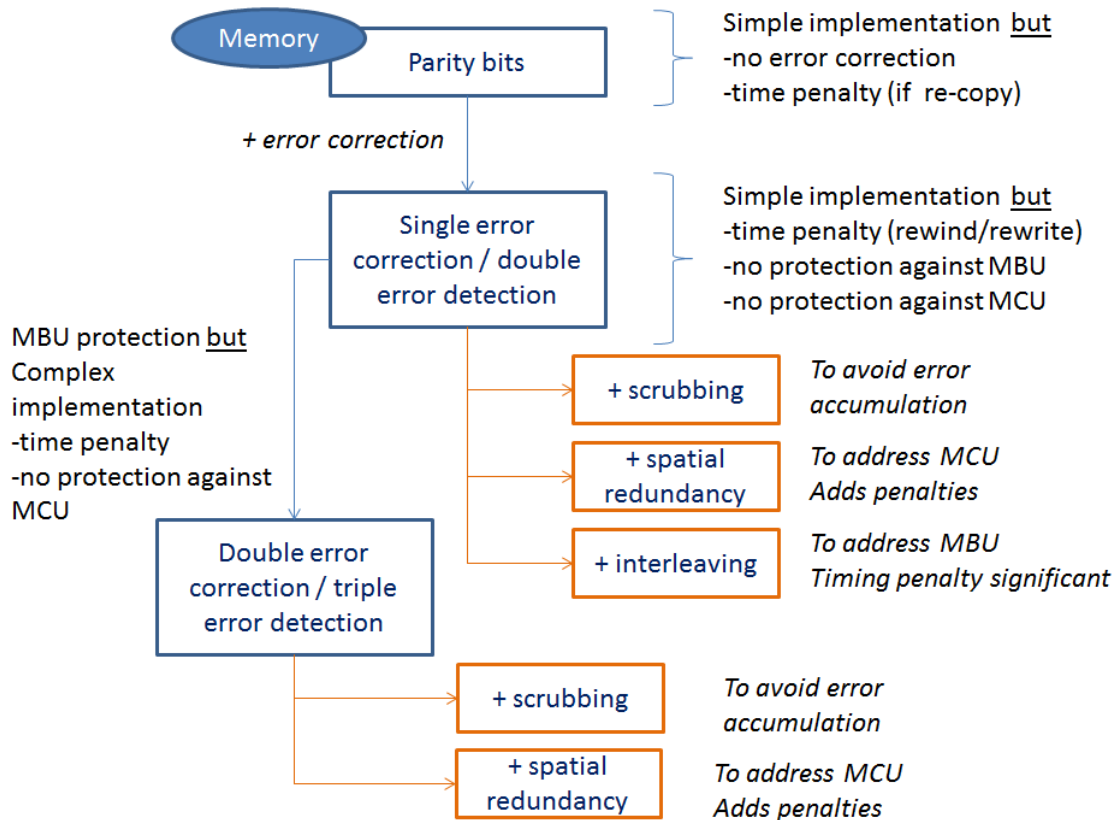 Memory
Parity bits
Simple implementation but
-no error correction
-time penalty (if re-copy)
+ error correction
Single error
correction / double
error detection
Simple implementation but
-time penalty (rewind/rewrite)
-no protection against MBU
-no protection against MCU
MBU protection but
Complex
implementation
-time penalty
-no protection against
MCU
+ scrubbing
To avoid error
accumulation
+ spatial
redundancy
To address MCU
Adds penalties
+ interleaving
To address MBU
Timing penalty significant
Double error
correction / triple
error detection
+ scrubbing
To avoid error
accumulation
+ spatial
redundancy
To address MCU
Adds penalties